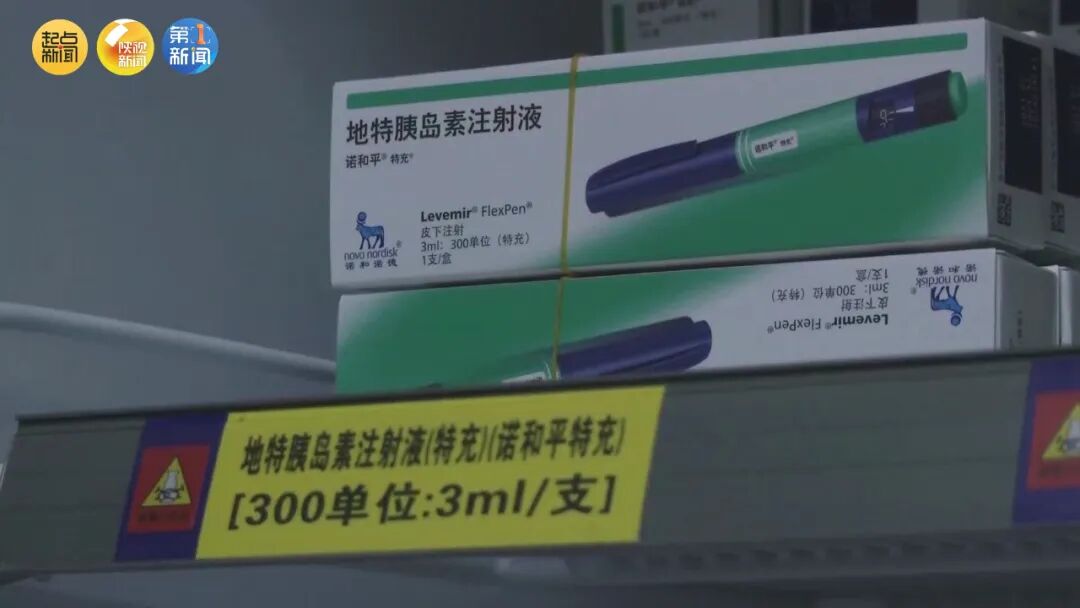 起点
新闻
陕视
新闻
第1
新闻
地特胰岛素注射液
诺和平® 特充®
诺和平® 特充®
Levemir® FlexPen®
皮下注射
3ml：300单位（特充）
1支/盒
novo nordisk®
诺和诺德
Levemir® FlexPen®
皮下注射
3ml：300单位（特充）
1支/盒
novo nordisk®
诺和诺德
地特胰岛素注射液(特充)(诺和平特充)
[300单位:3ml/支]